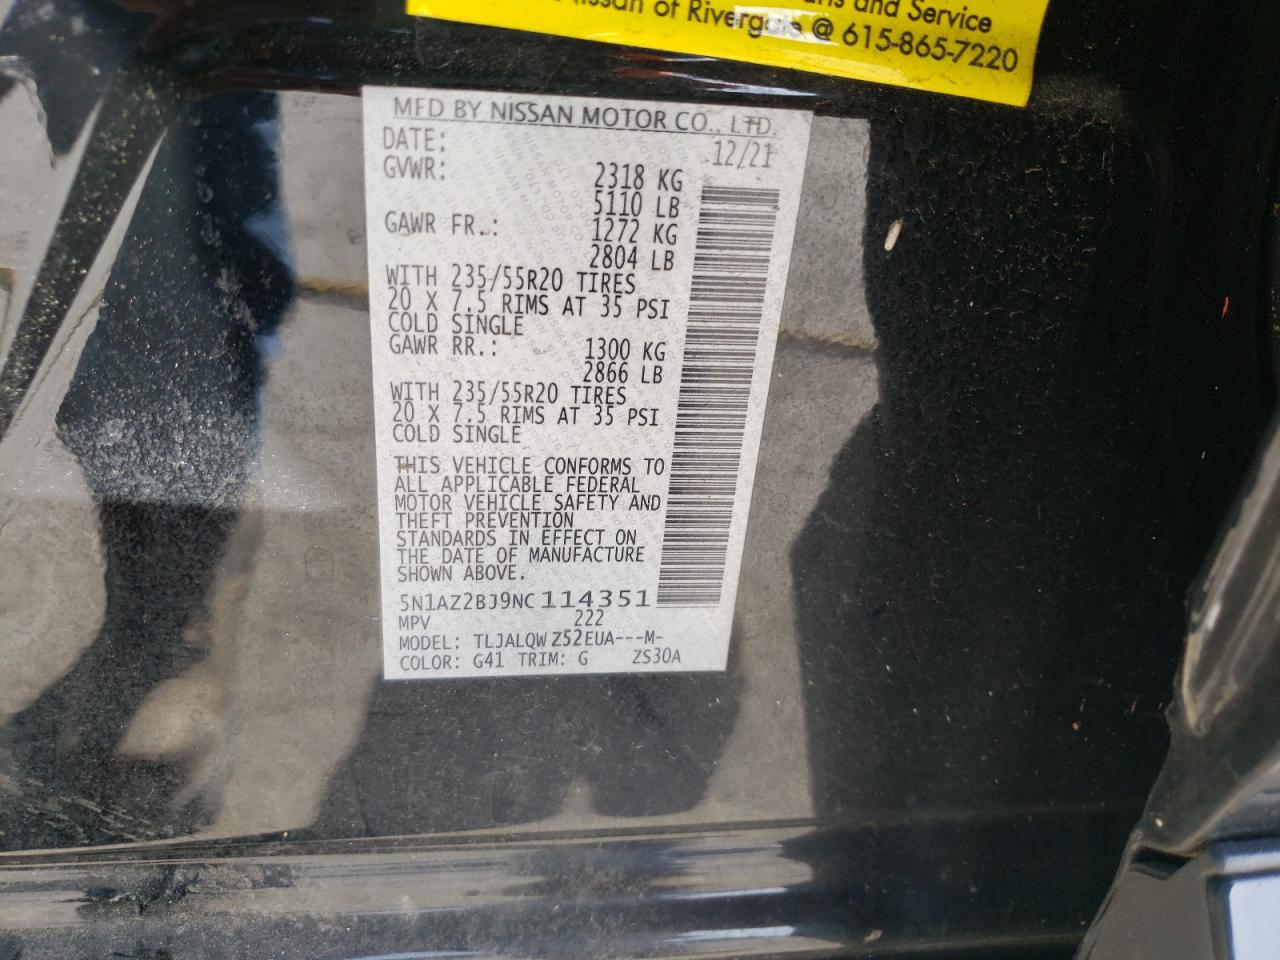 and Service
Nissan of Rivergate @ 615-865-7220
MFD BY NISSAN MOTOR CO., LTD.
DATE: 12/21
GVWR: 2318 KG
5110 LB
GAWR FR.: 1272 KG
2804 LB
WITH 235/55R20 TIRES
20 X 7.5 RIMS AT 35 PSI
COLD SINGLE
GAWR RR.: 1300 KG
2866 LB
WITH 235/55R20 TIRES
20 X 7.5 RIMS AT 35 PSI
COLD SINGLE
THIS VEHICLE CONFORMS TO
ALL APPLICABLE FEDERAL
MOTOR VEHICLE SAFETY AND
THEFT PREVENTION
STANDARDS IN EFFECT ON
THE DATE OF MANUFACTURE
SHOWN ABOVE.
5N1AZ2BJ9NC114351
MPV 222
MODEL: TLJALQWZ52EUA---M-
COLOR: G41 TRIM: G ZS30A